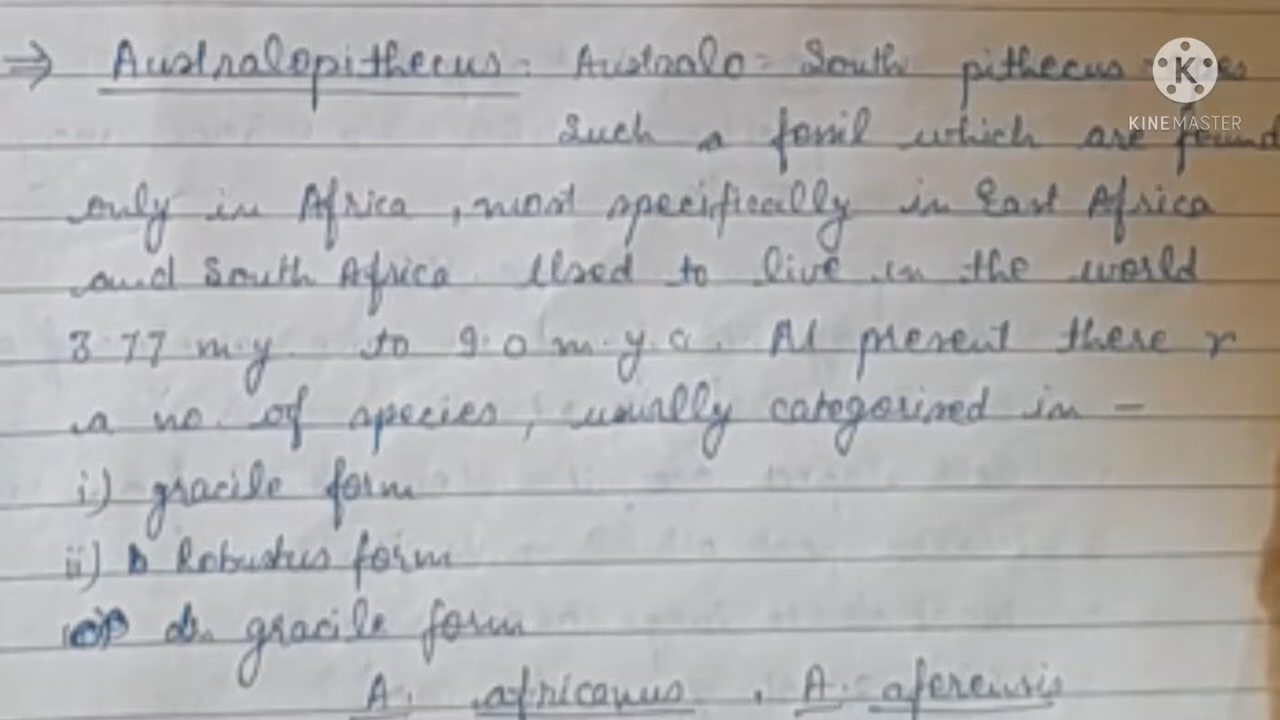 ⇒ Australopithecus - Australo - South pithecus
KINEMASTER
Such a fossil which are found
only in Africa, most specifically in East Africa
and South Africa Used to live in the world
3.77 m.y. to 9.0 m.y.a. At present there r
a no. of species, usually categorised in -
i) gracile form
ii) Robustus form
gracile form
A. africanus , A. aferensis